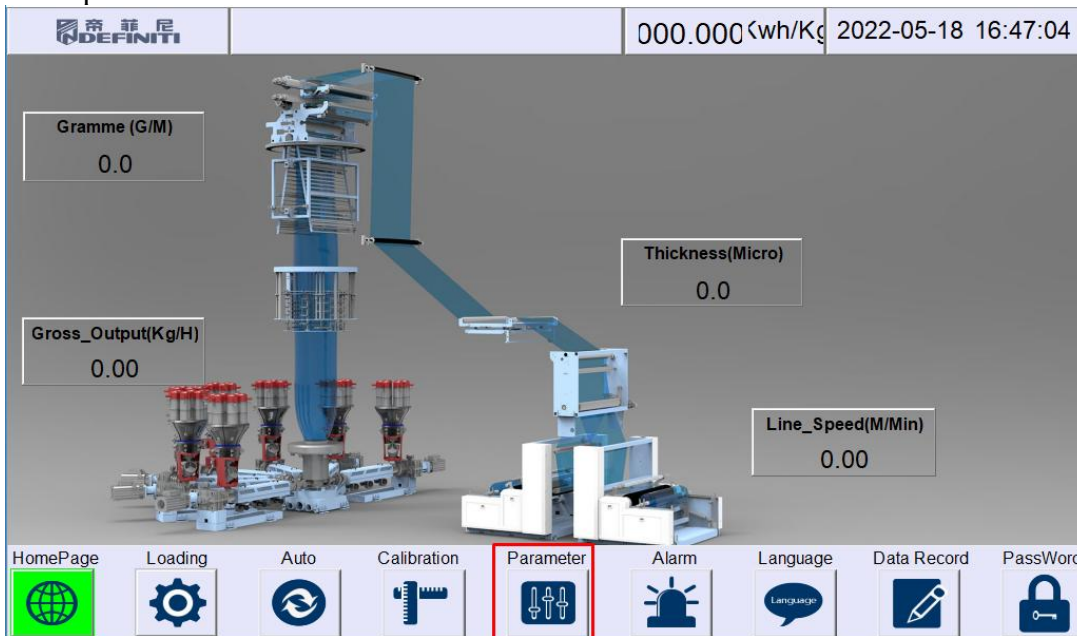 帝菲尼
DEFINITI
000.000 Kwh/Kg
2022-05-18 16:47:04
Gramme (G/M)
0.0
Thickness(Micro)
0.0
Gross_Output(Kg/H)
0.00
Line_Speed(M/Min)
0.00
HomePage
Loading
Auto
Calibration
Parameter
Alarm
Language
Data Record
PassWord
Language